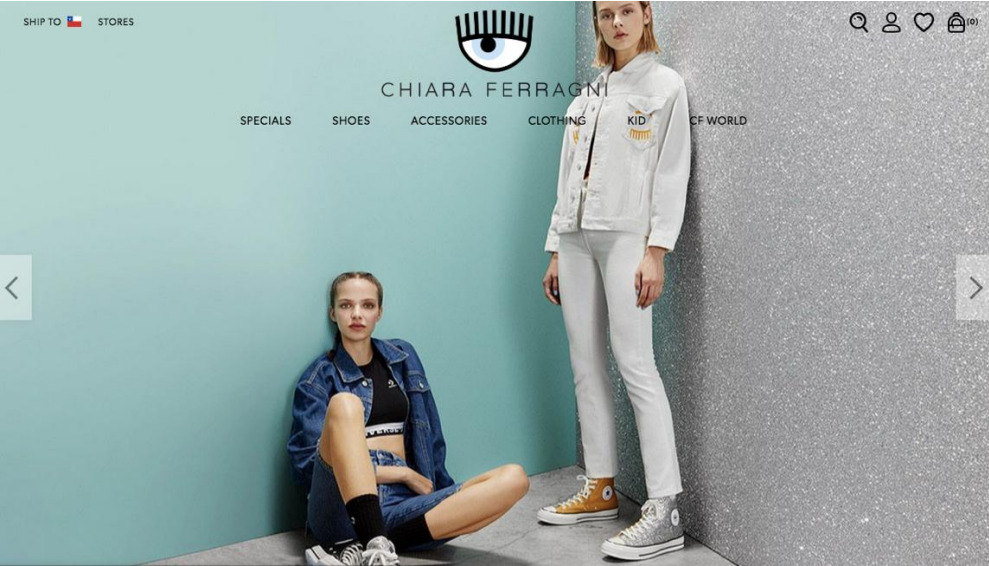 SHIP TO STORES (0)
CHIARA FERRAGNI
SPECIALS SHOES ACCESSORIES CLOTHING KID CF WORLD